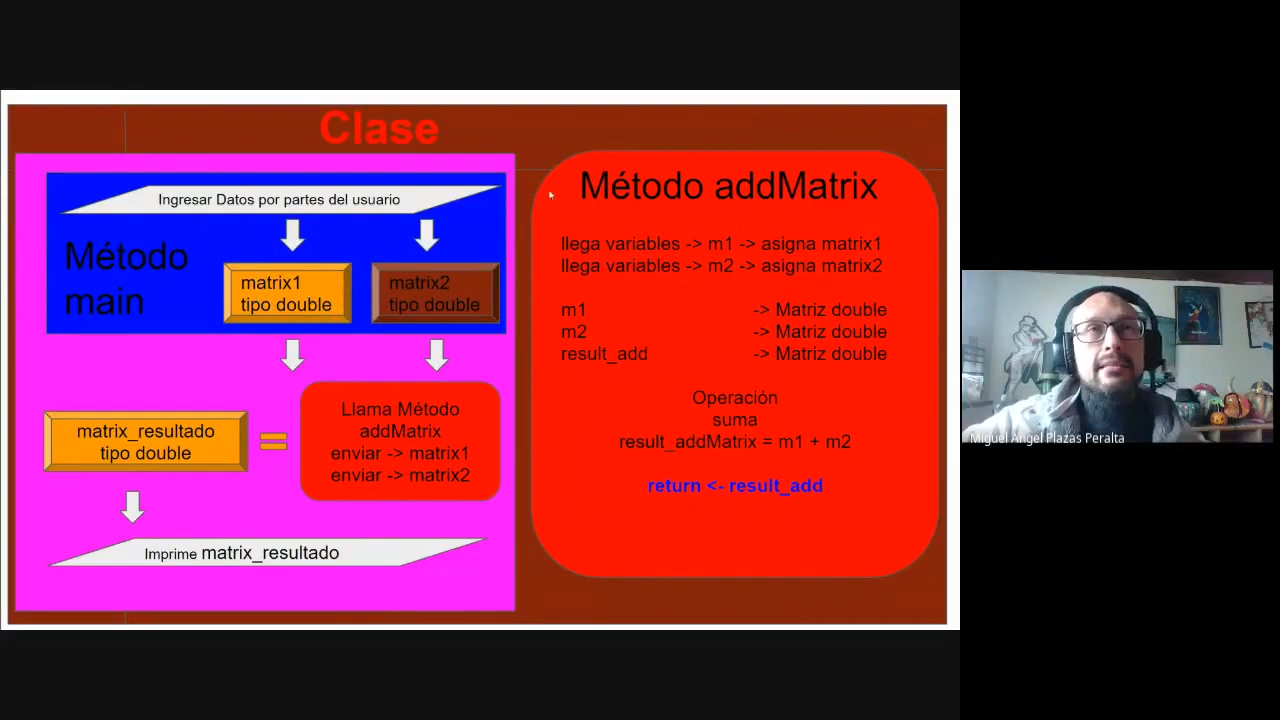 Clase
Ingresar Datos por partes del usuario
Método
main
matrix1
tipo double
matrix2
tipo double
matrix_resultado
tipo double
Llama Método
addMatrix
enviar -> matrix1
enviar -> matrix2
Imprime matrix_resultado
Método addMatrix
llega variables -> m1 -> asigna matrix1
llega variables -> m2 -> asigna matrix2
m1 -> Matriz double
m2 -> Matriz double
result_add -> Matriz double
Operación
suma
result_addMatrix = m1 + m2
return <- result_add
Miguel Angel Plazas Peralta